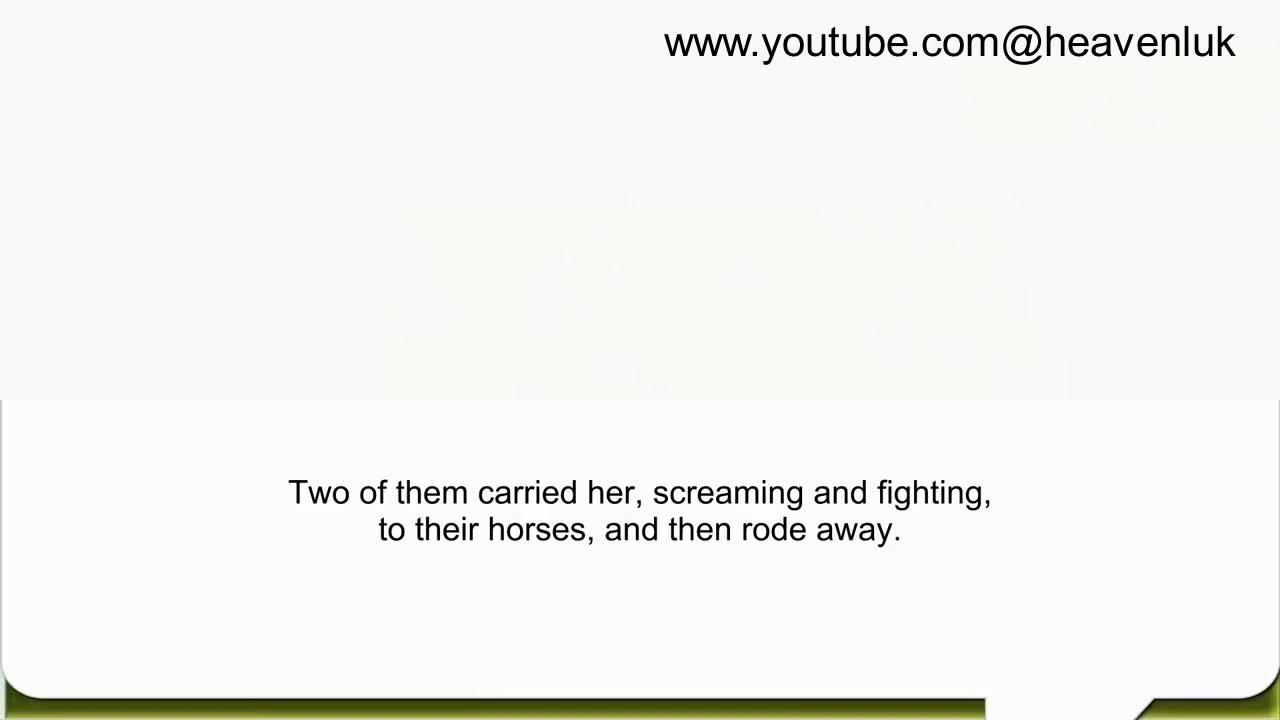 www.youtube.com@heavenluk
Two of them carried her, screaming and fighting,
to their horses, and then rode away.